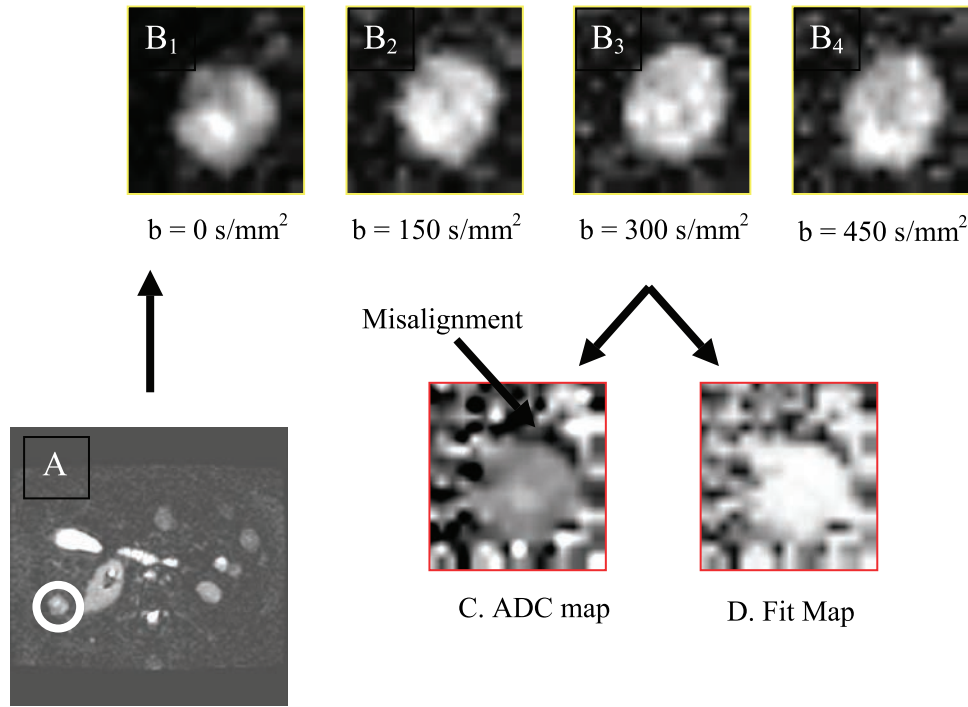 B₁ B₂ B₃ B₄
b = 0 s/mm² b = 150 s/mm² b = 300 s/mm² b = 450 s/mm²
Misalignment
A
C. ADC map D. Fit Map